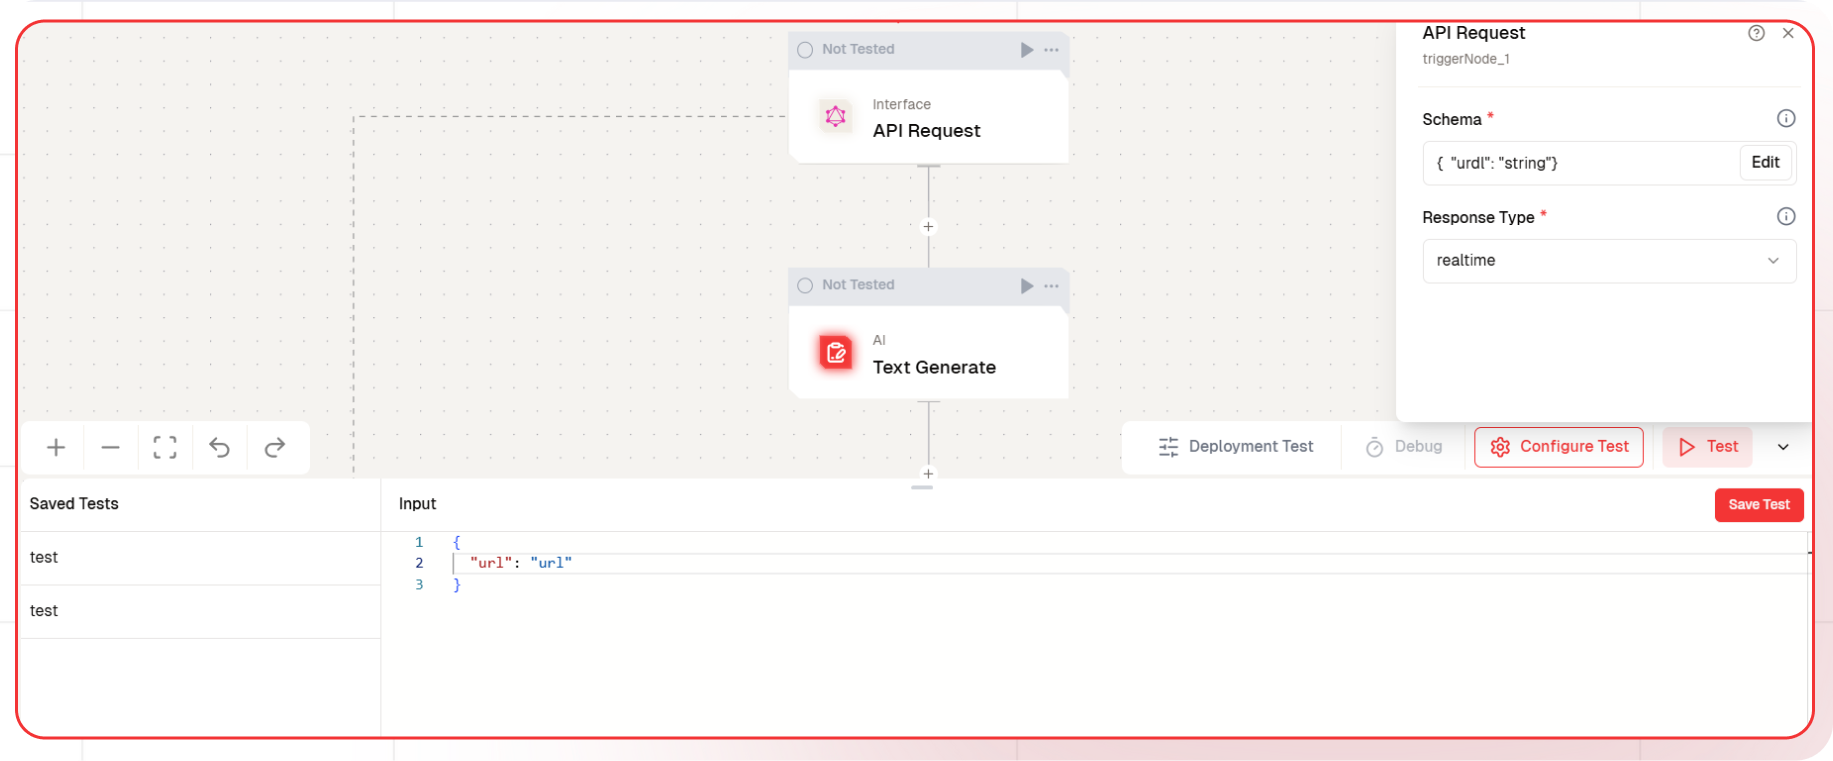 Not Tested
Interface
API Request
Not Tested
AI
Text Generate
API Request
triggerNode_1
Schema *
{ "urdl": "string"}
Edit
Response Type *
realtime
Deployment Test
Debug
Configure Test
Test
Saved Tests
test
test
Input
Save Test
1 {
2 "url": "url"
3 }